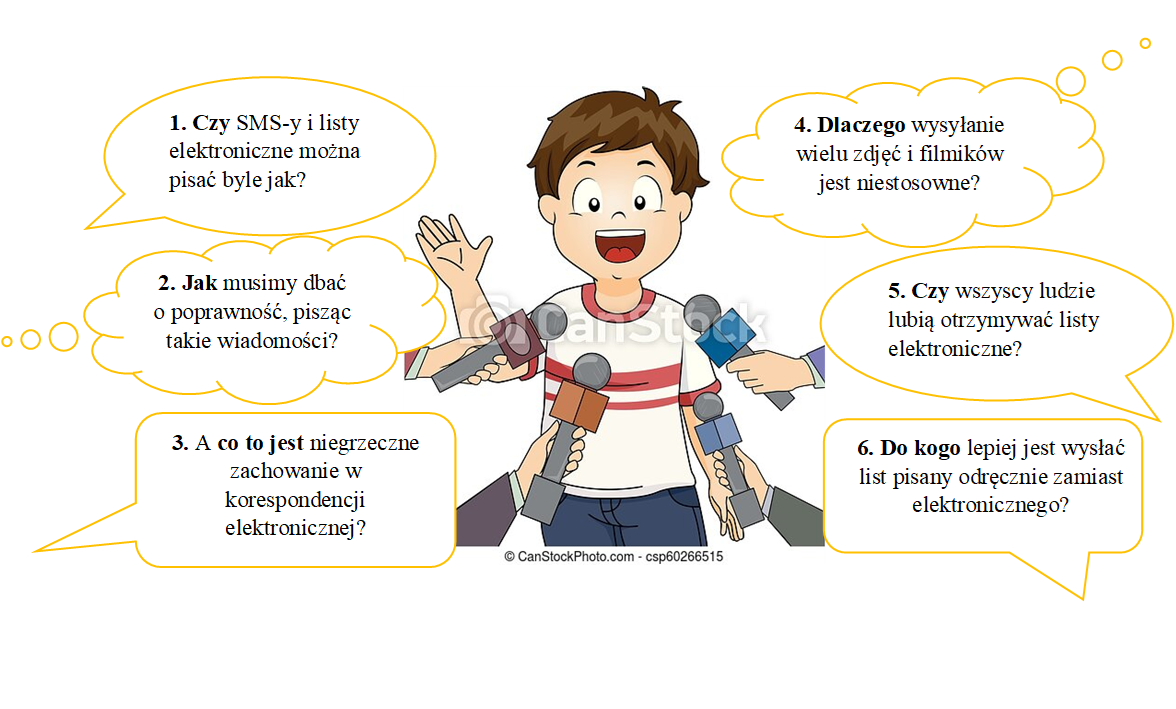 1. Czy SMS-y i listy
elektroniczne można
pisać byle jak?
2. Jak musimy dbać
o poprawność, pisząc
takie wiadomości?
3. A co to jest niegrzeczne
zachowanie w
korespondencji
elektronicznej?
4. Dlaczego wysyłanie
wielu zdjęć i filmików
jest niestosowne?
5. Czy wszyscy ludzie
lubią otrzymywać listy
elektroniczne?
6. Do kogo lepiej jest wysłać
list pisany odręcznie zamiast
elektronicznego?
CanStock
© CanStockPhoto.com - csp60266515